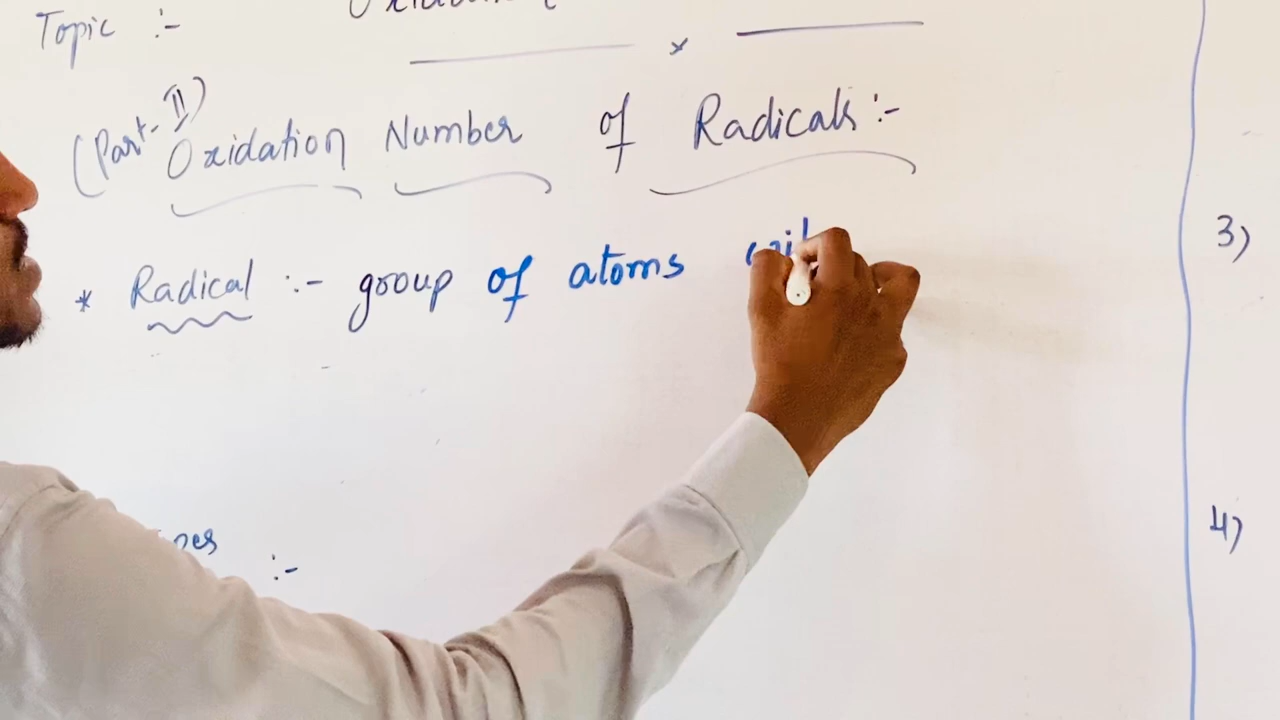 Topic :-
(Part-II)
Oxidation Number of Radicals :-
* Radical :- group of atoms
:-
3)
4)